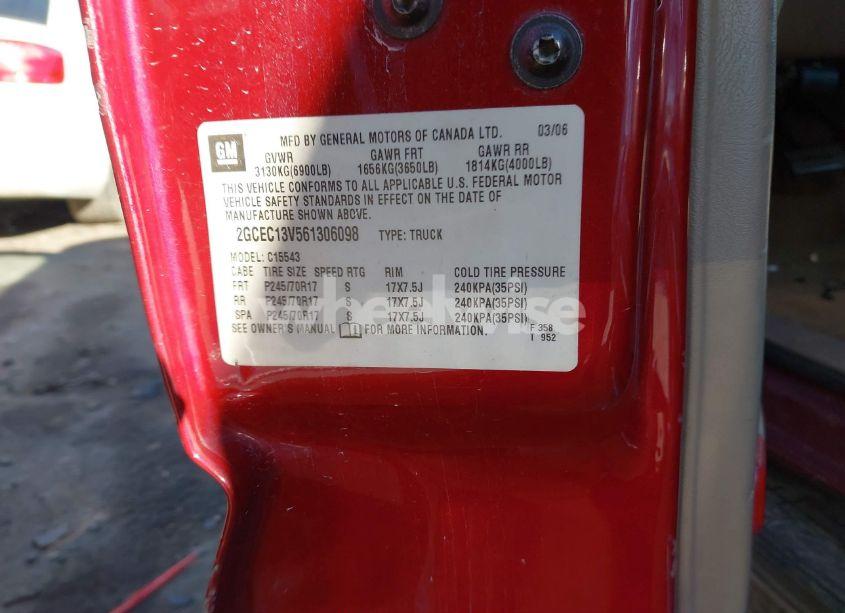 GM MFD BY GENERAL MOTORS OF CANADA LTD. 03/06
GVWR GAWR FRT GAWR RR
3130KG(6900LB) 1656KG(3650LB) 1814KG(4000LB)
THIS VEHICLE CONFORMS TO ALL APPLICABLE U.S. FEDERAL MOTOR
VEHICLE SAFETY STANDARDS IN EFFECT ON THE DATE OF
MANUFACTURE SHOWN ABOVE.
2GCEC13V561306098 TYPE: TRUCK
MODEL: C15543
CABE TIRE SIZE SPEED RTG RIM COLD TIRE PRESSURE
FRT P245/70R17 S 17X7.5J 240KPA(35PSI)
RR P245/70R17 S 17X7.5J 240KPA(35PSI)
SPA P245/70R17 S 17X7.5J 240KPA(35PSI)
SEE OWNER'S MANUAL FOR MORE INFORMATION.
F 358
T 952